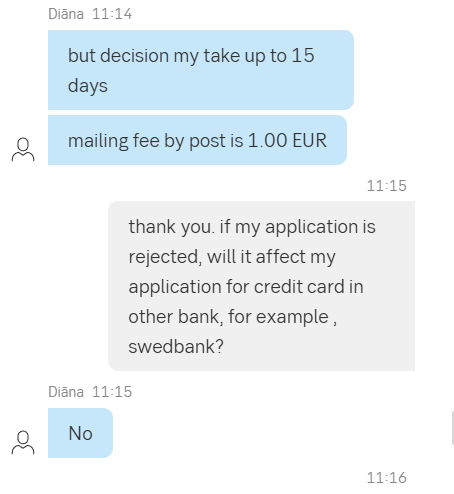 Diāna 11:14
but decision my take up to 15
days
mailing fee by post is 1.00 EUR
11:15
thank you. if my application is
rejected, will it affect my
application for credit card in
other bank, for example ,
swedbank?
Diāna 11:15
No
11:16